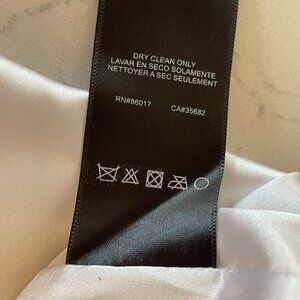 DRY CLEAN ONLY
LAVAR EN SECO SOLAMENTE
NETTOYER A SEC SEULEMENT
RN#86017 CA#35682